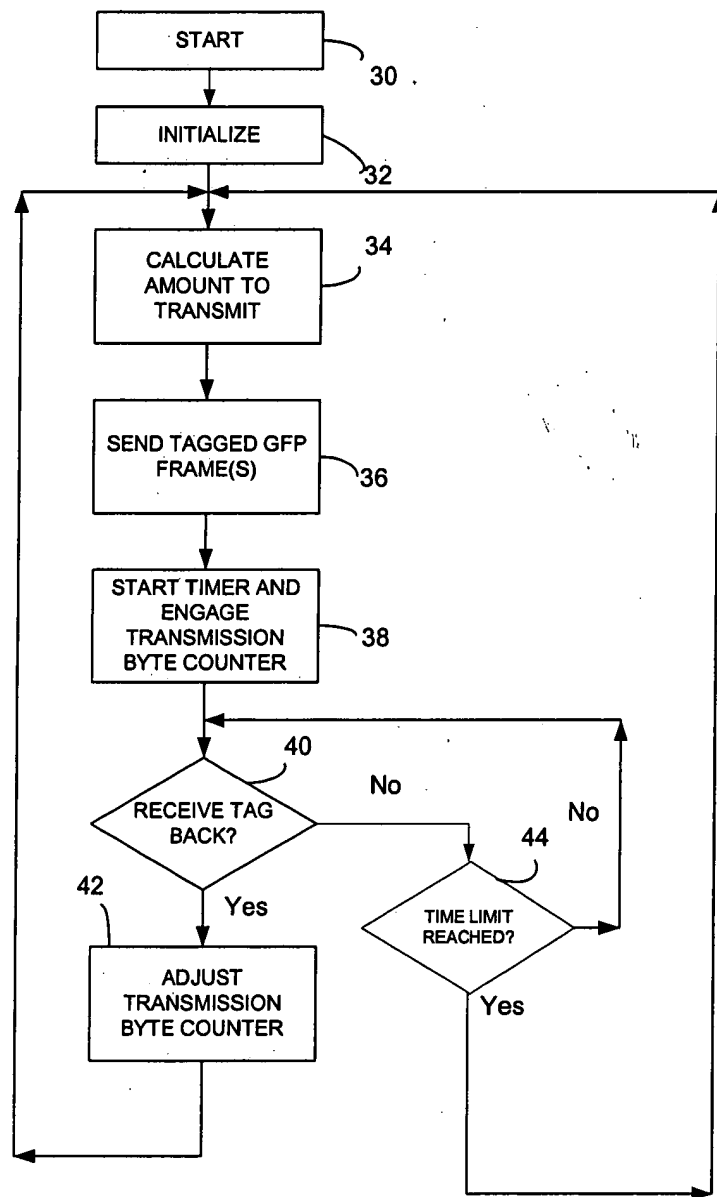 START
30
INITIALIZE
32
CALCULATE
AMOUNT TO
TRANSMIT
34
SEND TAGGED GFP
FRAME(S)
36
START TIMER AND
ENGAGE
TRANSMISSION
BYTE COUNTER
38
40
RECEIVE TAG
BACK?
No
No
44
TIME LIMIT
REACHED?
42
Yes
Yes
ADJUST
TRANSMISSION
BYTE COUNTER